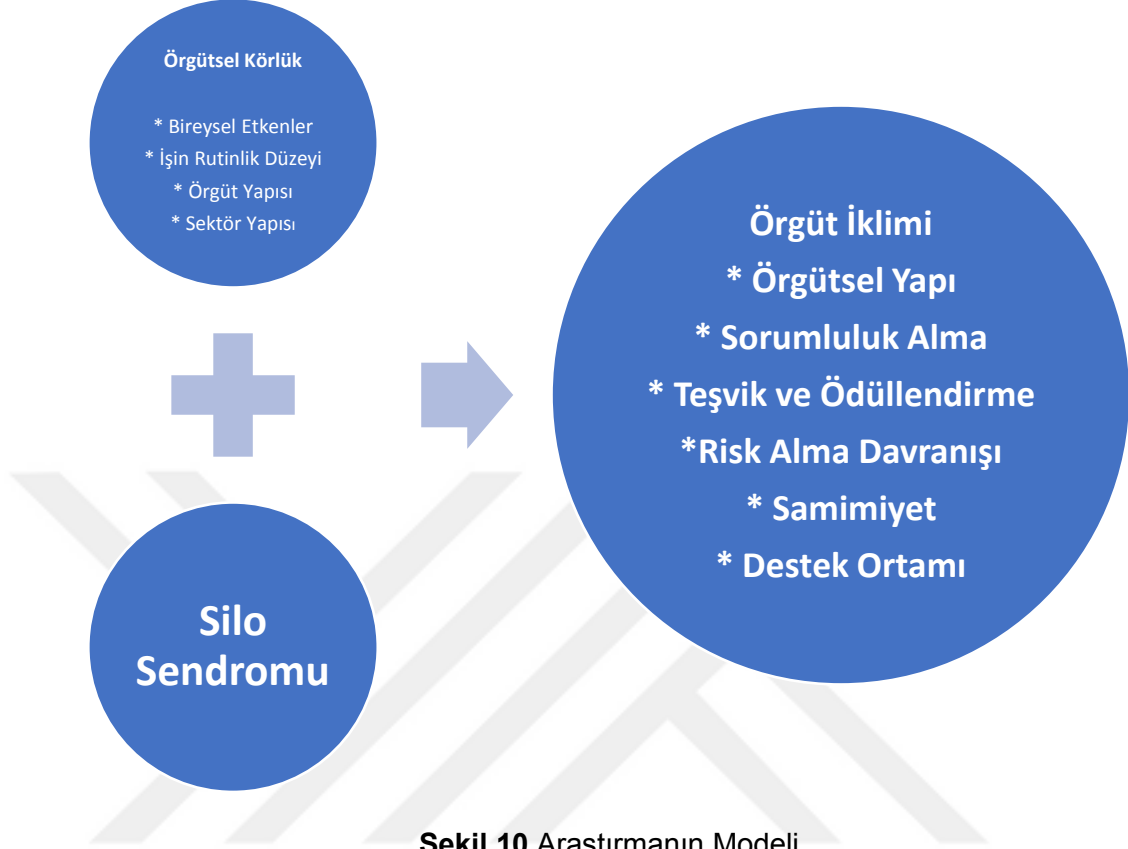 Örgütsel Körlük
* Bireysel Etkenler
* İşin Rutinlik Düzeyi
* Örgüt Yapısı
* Sektör Yapısı
Silo
Sendromu
Örgüt İklimi
* Örgütsel Yapı
* Sorumluluk Alma
* Teşvik ve Ödüllendirme
*Risk Alma Davranışı
* Samimiyet
* Destek Ortamı
Şekil 10 Araştırmanın Modeli